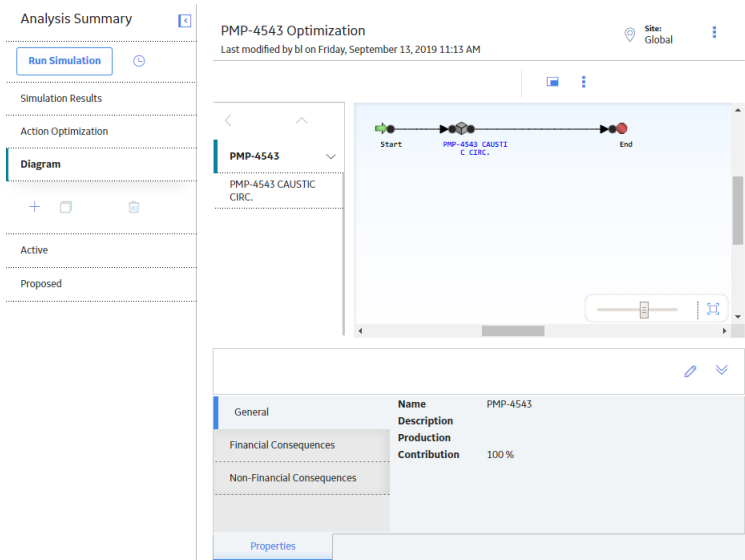 Analysis Summary
Run Simulation
Simulation Results
Action Optimization
Diagram
Active
Proposed
PMP-4543 Optimization
Last modified by bl on Friday, September 13, 2019 11:13 AM
Site:
Global
PMP-4543
PMP-4543 CAUSTIC
CIRC.
Start
PMP-4543 CAUSTI
C CIRC.
End
General
Financial Consequences
Non-Financial Consequences
Name PMP-4543
Description
Production
Contribution 100 %
Properties